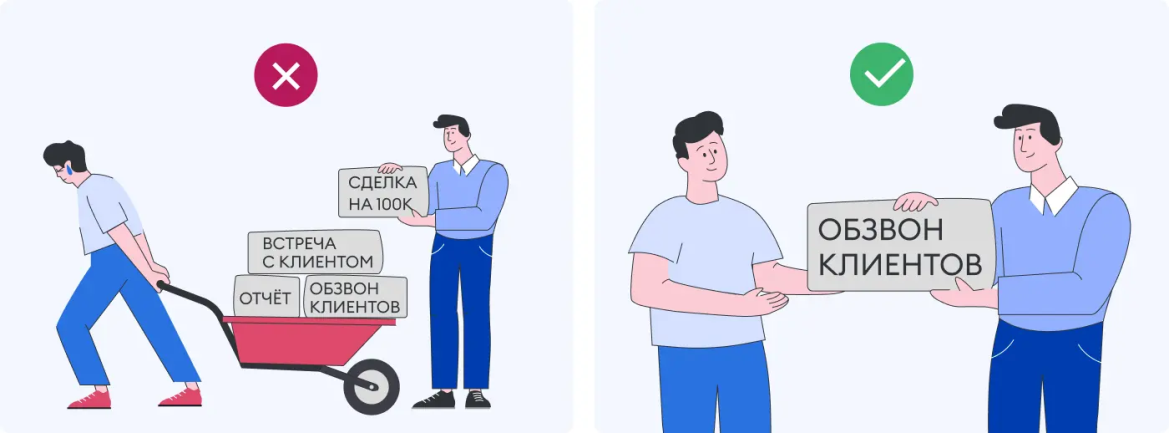 СДЕЛКА
НА 100К
ВСТРЕЧА
С КЛИЕНТОМ
ОТЧЁТ
ОБЗВОН
КЛИЕНТОВ
ОБЗВОН
КЛИЕНТОВ